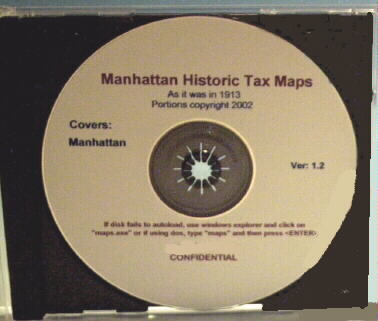 Manhattan Historic Tax Maps
As it was in 1913
Portions copyright 2002
Covers:
Manhattan
Ver: 1.2
If disk fails to autoload, use windows explorer and click on
"maps.exe" or if using dos, type "maps" and then press <ENTER>
CONFIDENTIAL